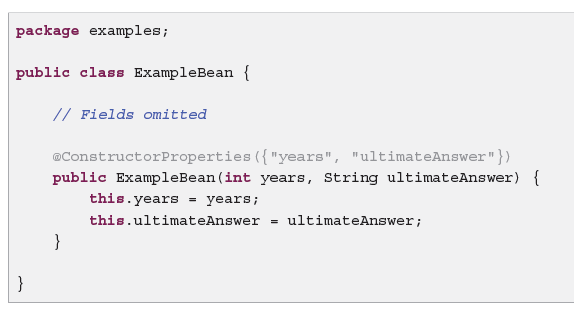 package examples;
public class ExampleBean {
// Fields omitted
@ConstructorProperties({"years", "ultimateAnswer"})
public ExampleBean(int years, String ultimateAnswer) {
this.years = years;
this.ultimateAnswer = ultimateAnswer;
}
}